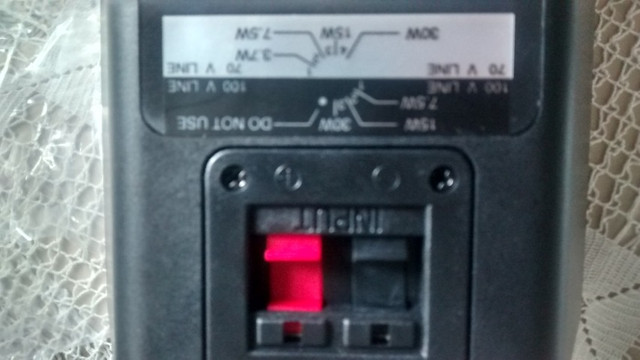 INPUT
15W 30W DO NOT USE
7.5W
100 V LINE 100 V LINE
70 V LINE 70 V LINE
3.7W
30W 15W 7.5W